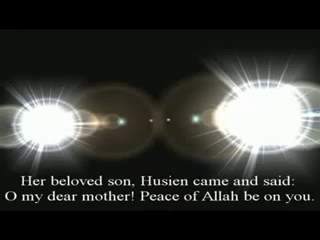 Her beloved son, Husien came and said:
O my dear mother! Peace of Allah be on you.